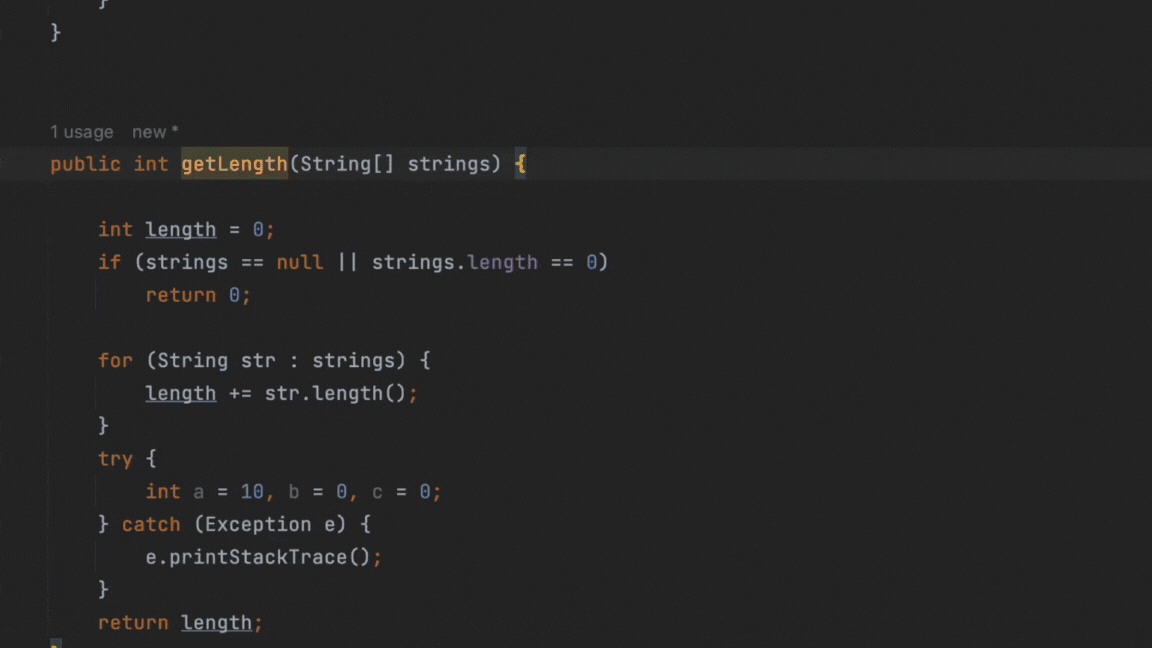 }
}
1 usage new *
public int getLength(String[] strings) {
int length = 0;
if (strings == null || strings.length == 0)
return 0;
for (String str : strings) {
length += str.length();
}
try {
int a = 10, b = 0, c = 0;
} catch (Exception e) {
e.printStackTrace();
}
return length;
}